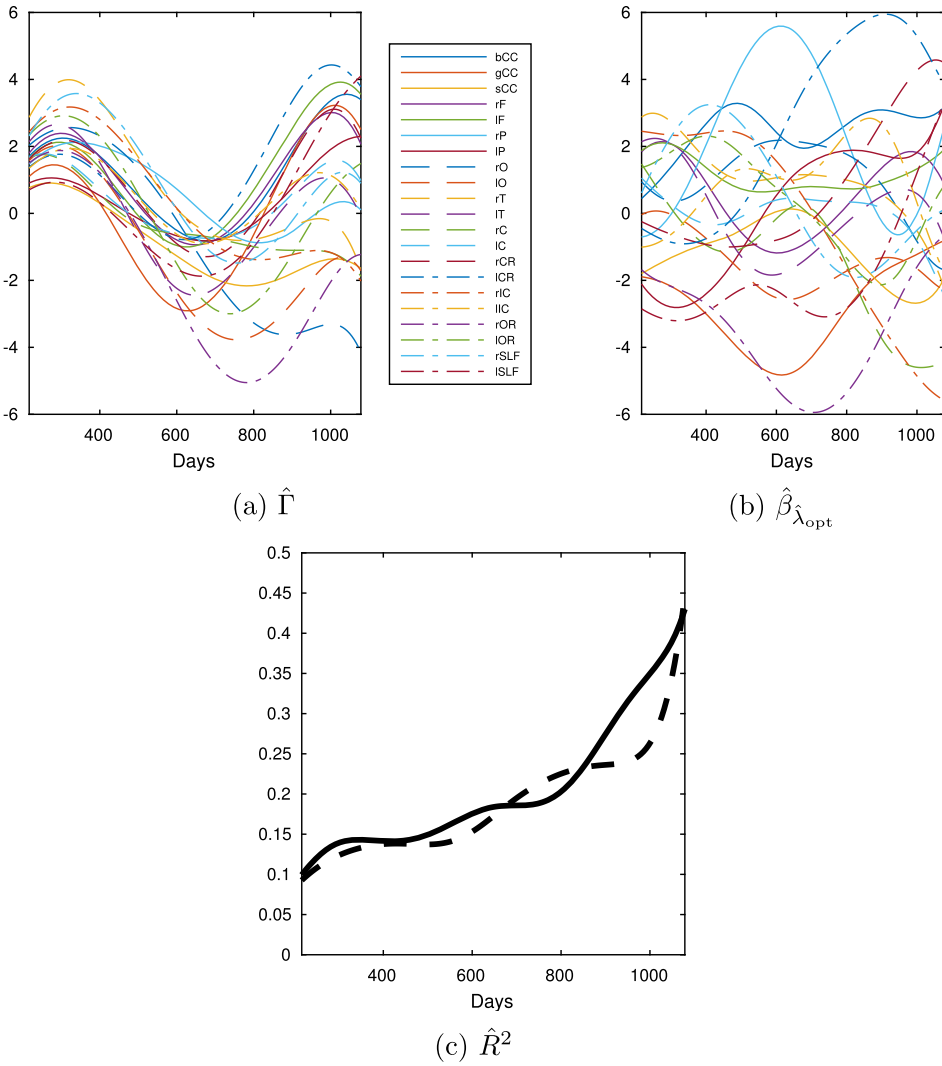 6
4
2
0
-2
-4
-6
400
600
800
1000
Days
bCC
gCC
sCC
rF
lF
rP
lP
rO
lO
rT
lT
rC
lC
rCR
lCR
rIC
lIC
rOR
lOR
rSLF
lSLF
6
4
2
0
-2
-4
-6
400
600
800
1000
Days
(a) Γ̂
(b) β̂_λ̂opt
0.5
0.45
0.4
0.35
0.3
0.25
0.2
0.15
0.1
0.05
0
400
600
800
1000
Days
(c) R̂²